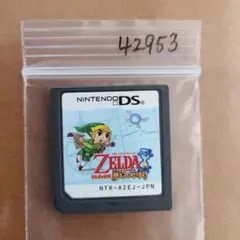 42953
NINTENDO DS
ZELDA
NTR-AZEJ-JPN